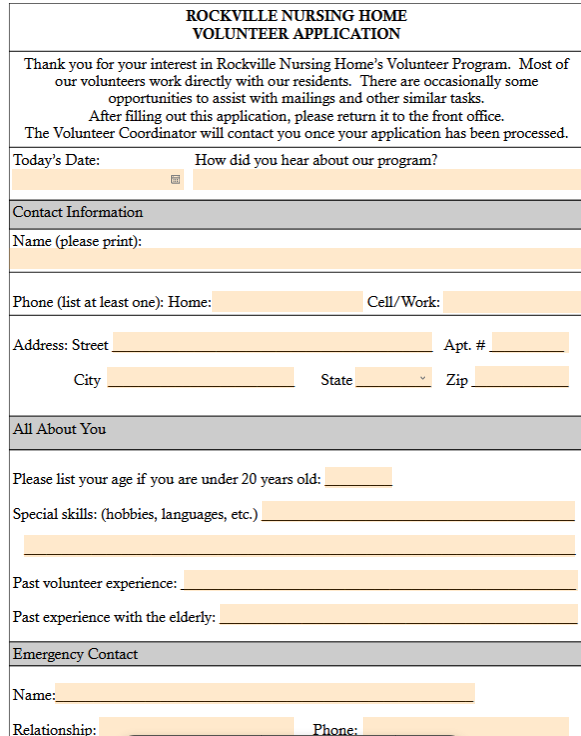 ROCKVILLE NURSING HOME
VOLUNTEER APPLICATION
Thank you for your interest in Rockville Nursing Home's Volunteer Program. Most of
our volunteers work directly with our residents. There are occasionally some
opportunities to assist with mailings and other similar tasks.
After filling out this application, please return it to the front office.
The Volunteer Coordinator will contact you once your application has been processed.
Today's Date: How did you hear about our program?
Contact Information
Name (please print):
Phone (list at least one): Home: Cell/Work:
Address: Street Apt. #
City State Zip
All About You
Please list your age if you are under 20 years old:
Special skills: (hobbies, languages, etc.)
Past volunteer experience:
Past experience with the elderly:
Emergency Contact
Name:
Relationship: Phone: